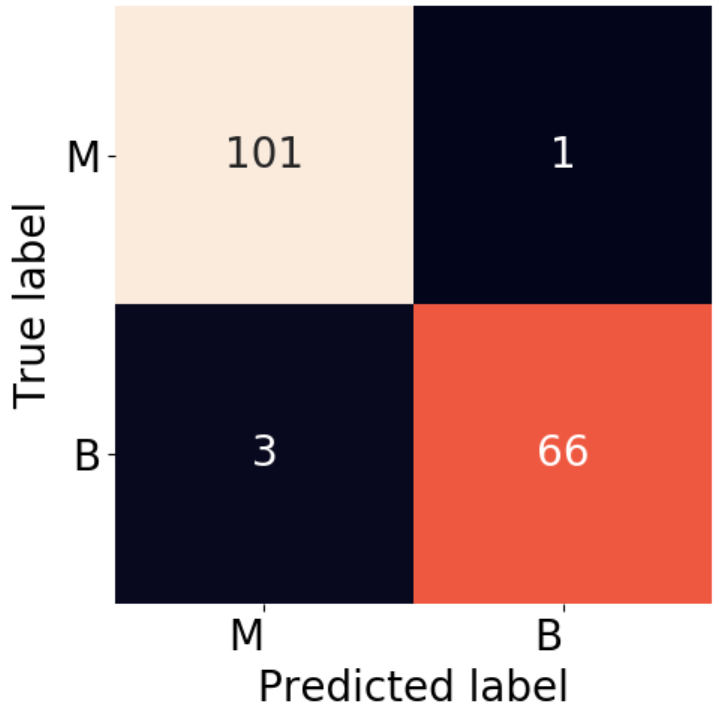 True label
M 101 1
B 3 66
M B
Predicted label